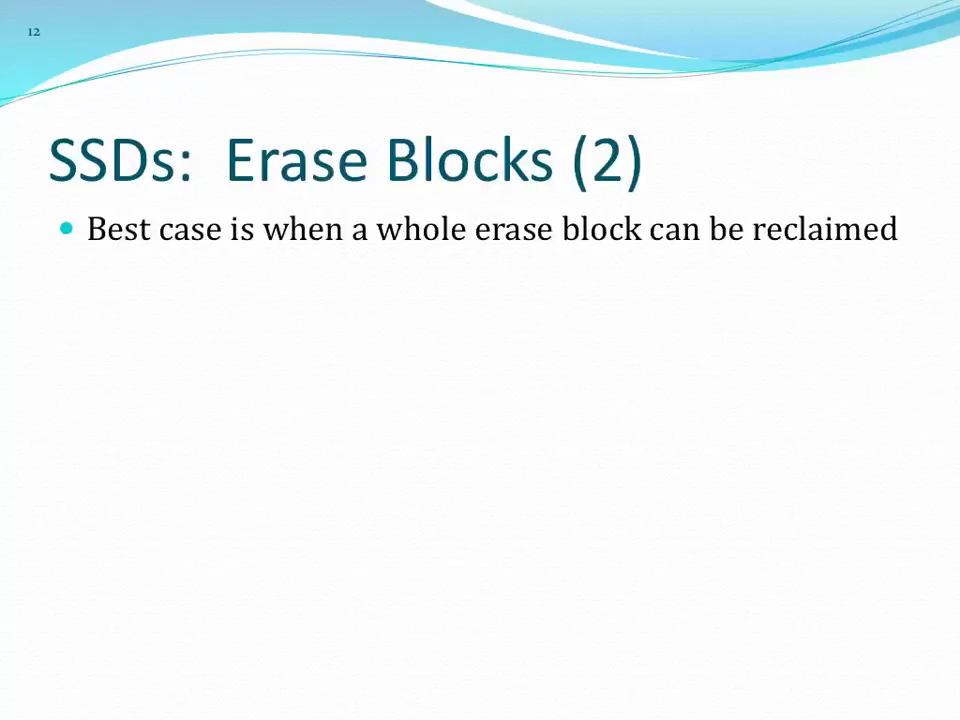 12
SSDs:  Erase Blocks (2)
• Best case is when a whole erase block can be reclaimed